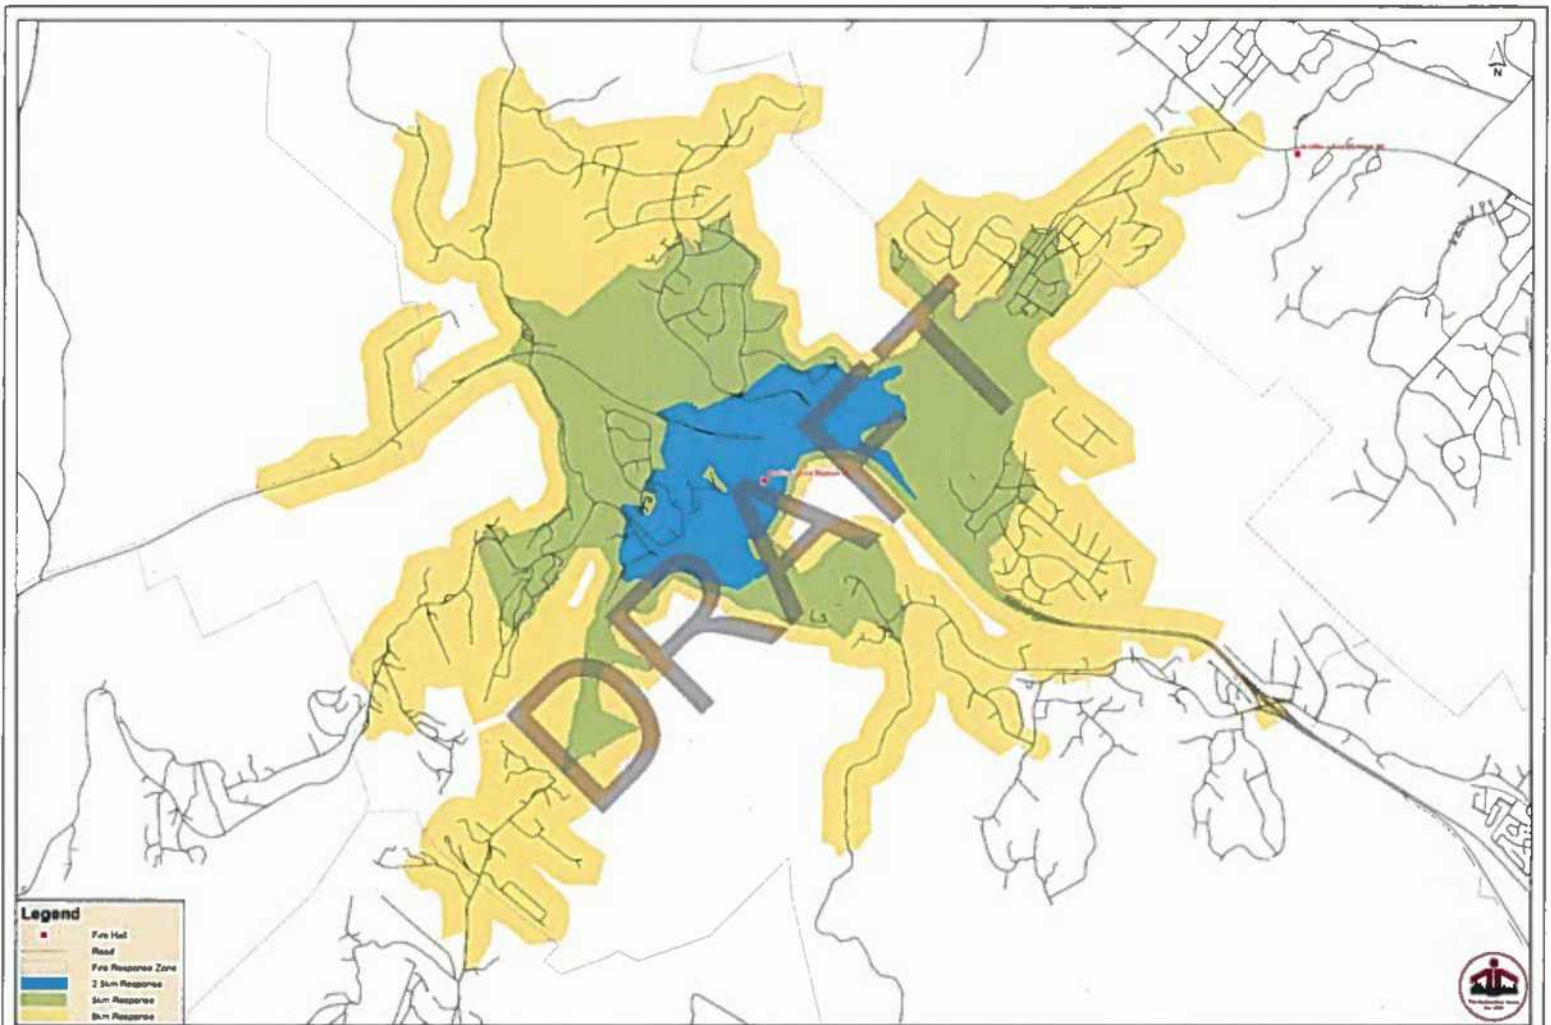 N
DRAFT
Legend
Fire Hall
Road
Fire Response Zone
2.5km Response
5km Response
8km Response